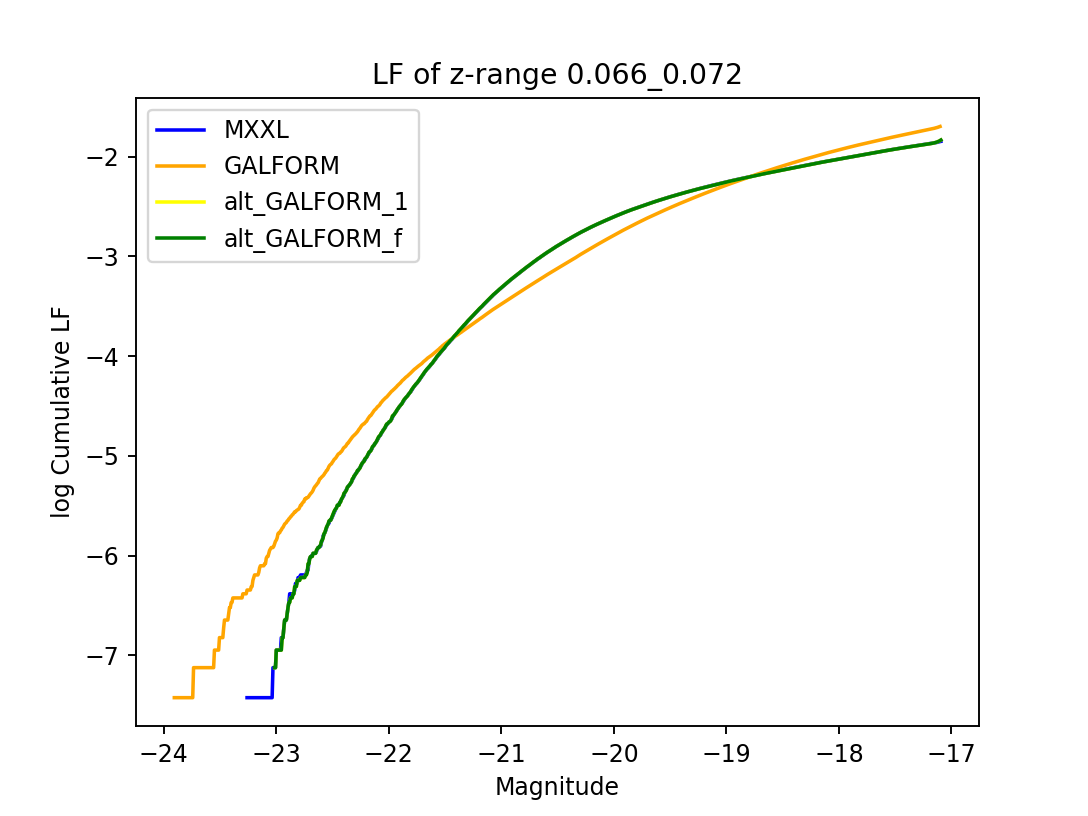 LF of z-range 0.066_0.072
MXXL
GALFORM
alt_GALFORM_1
alt_GALFORM_f
log Cumulative LF
−2
−3
−4
−5
−6
−7
−24 −23 −22 −21 −20 −19 −18 −17
Magnitude